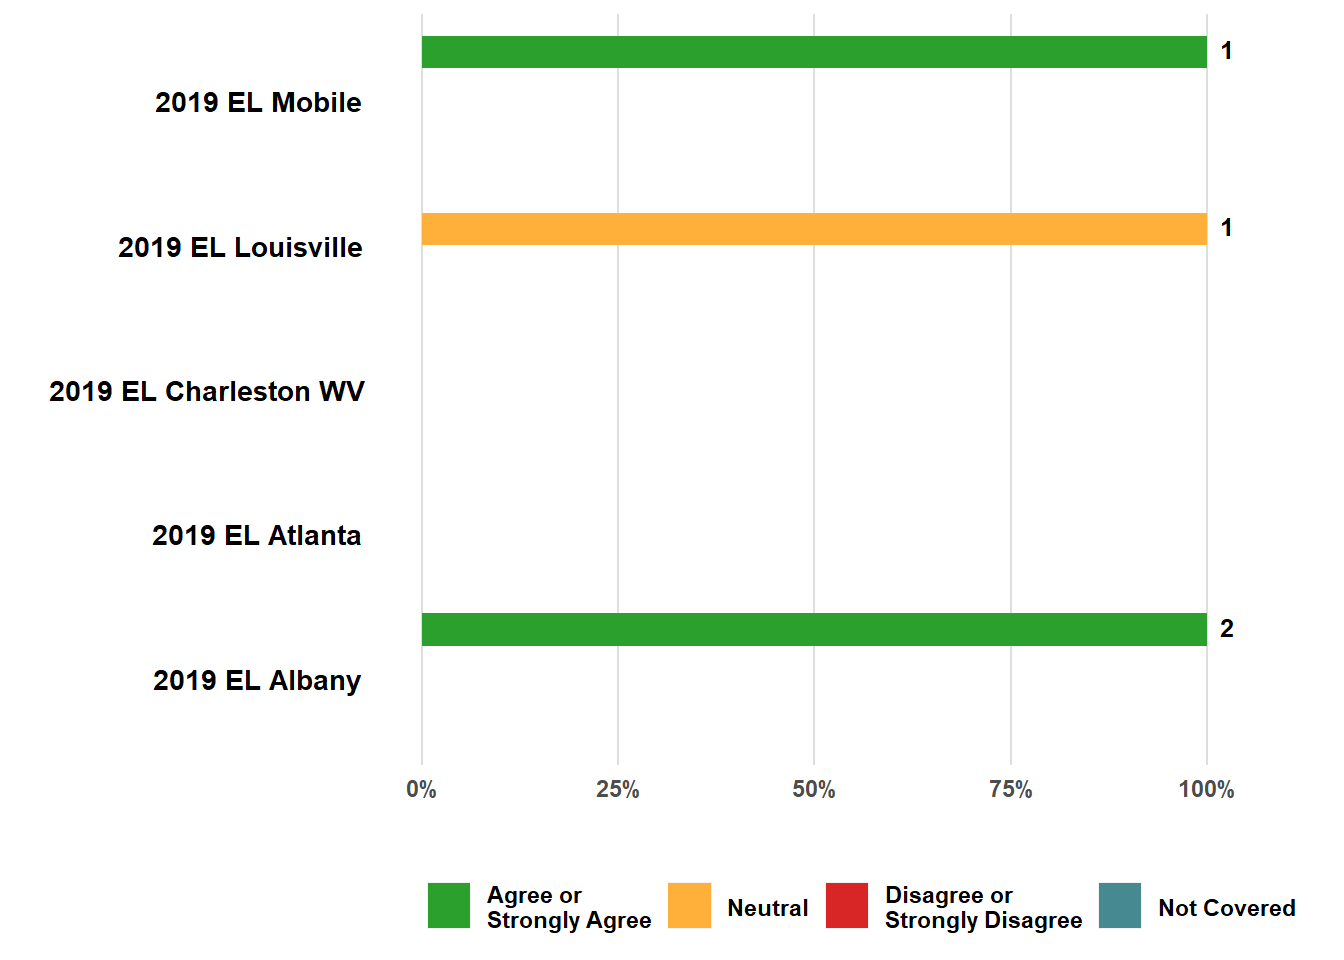 1
2019 EL Mobile
1
2019 EL Louisville
2019 EL Charleston WV
2019 EL Atlanta
2
2019 EL Albany
0% 25% 50% 75% 100%
Agree or
Strongly Agree
Neutral
Disagree or
Strongly Disagree
Not Covered